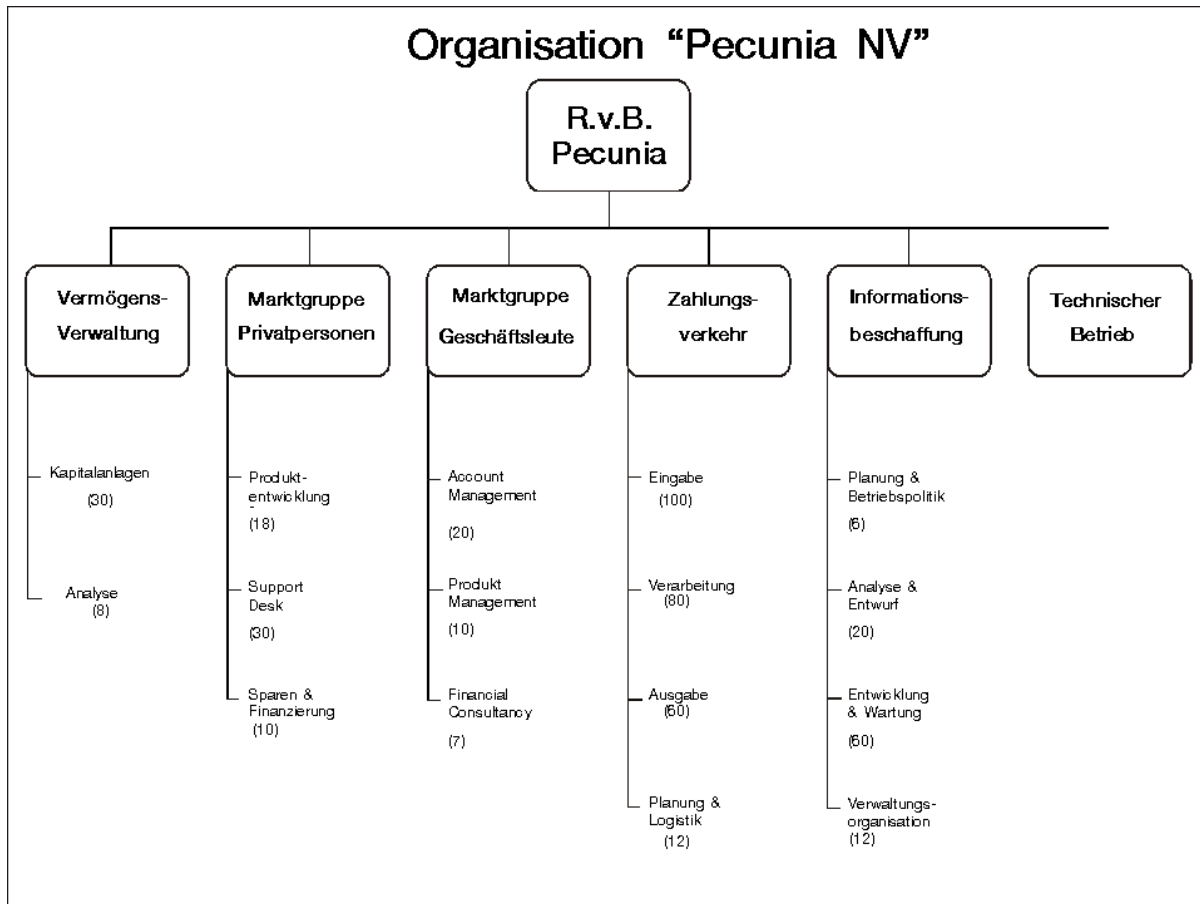 Organisation “Pecunia NV”
R.v.B.
Pecunia
Vermögens-
Verwaltung
Kapitalanlagen
(30)
Analyse
(8)
Marktgruppe
Privatpersonen
Produkt-
entwicklung
(18)
Support
Desk
(30)
Sparen &
Finanzierung
(10)
Marktgruppe
Geschäftsleute
Account
Management
(20)
Produkt
Management
(10)
Financial
Consultancy
(7)
Zahlungs-
verkehr
Eingabe
(100)
Verarbeitung
(80)
Ausgabe
(60)
Planung &
Logistik
(12)
Informations-
beschaffung
Planung &
Betriebspolitik
(6)
Analyse &
Entwurf
(20)
Entwicklung
& Wartung
(60)
Verwaltungs-
organisation
(12)
Technischer
Betrieb